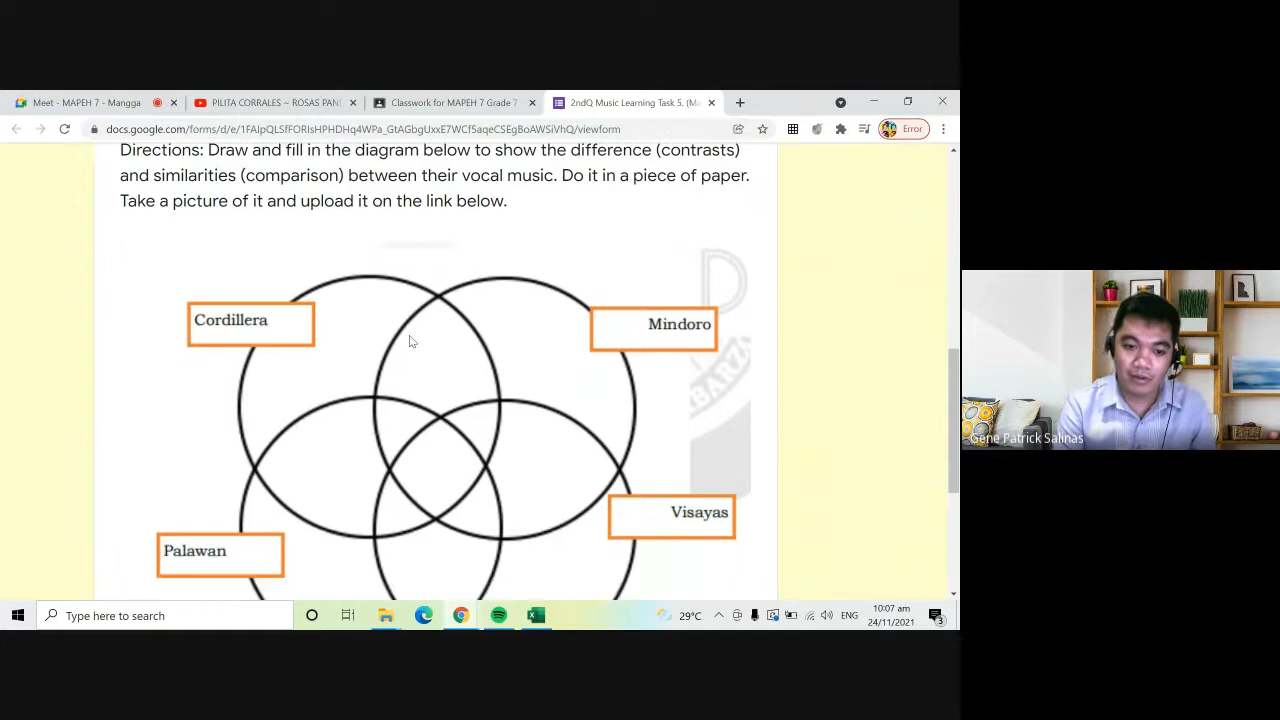 Meet - MAPEH 7 - Mangga
PILITA CORRALES ~ ROSAS PAN
Classwork for MAPEH 7 Grade 7
2ndQ Music Learning Task 5. (Ma
docs.google.com/forms/d/e/1FAIpQLSfFORIsHPHDHq4WPa_GtAGbgUxxE7WCf5aqeCSEgBoAWSiVhQ/viewform
Error
Directions: Draw and fill in the diagram below to show the difference (contrasts)
and similarities (comparison) between their vocal music. Do it in a piece of paper.
Take a picture of it and upload it on the link below.
Cordillera
Mindoro
Visayas
Palawan
Gene Patrick Salinas
Type here to search
29°C
ENG
10:07 am
24/11/2021
3